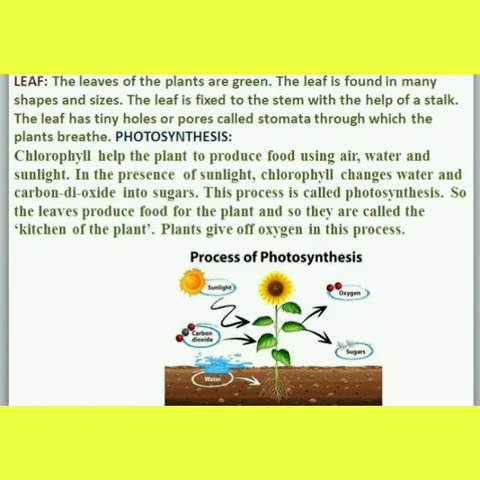 LEAF: The leaves of the plants are green. The leaf is found in many
shapes and sizes. The leaf is fixed to the stem with the help of a stalk.
The leaf has tiny holes or pores called stomata through which the
plants breathe. PHOTOSYNTHESIS:
Chlorophyll help the plant to produce food using air, water and
sunlight. In the presence of sunlight, chlorophyll changes water and
carbon-di-oxide into sugars. This process is called photosynthesis. So
the leaves produce food for the plant and so they are called the
‘kitchen of the plant’. Plants give off oxygen in this process.
Process of Photosynthesis
Sunlight
Oxygen
Carbon
dioxide
Sugars
Water